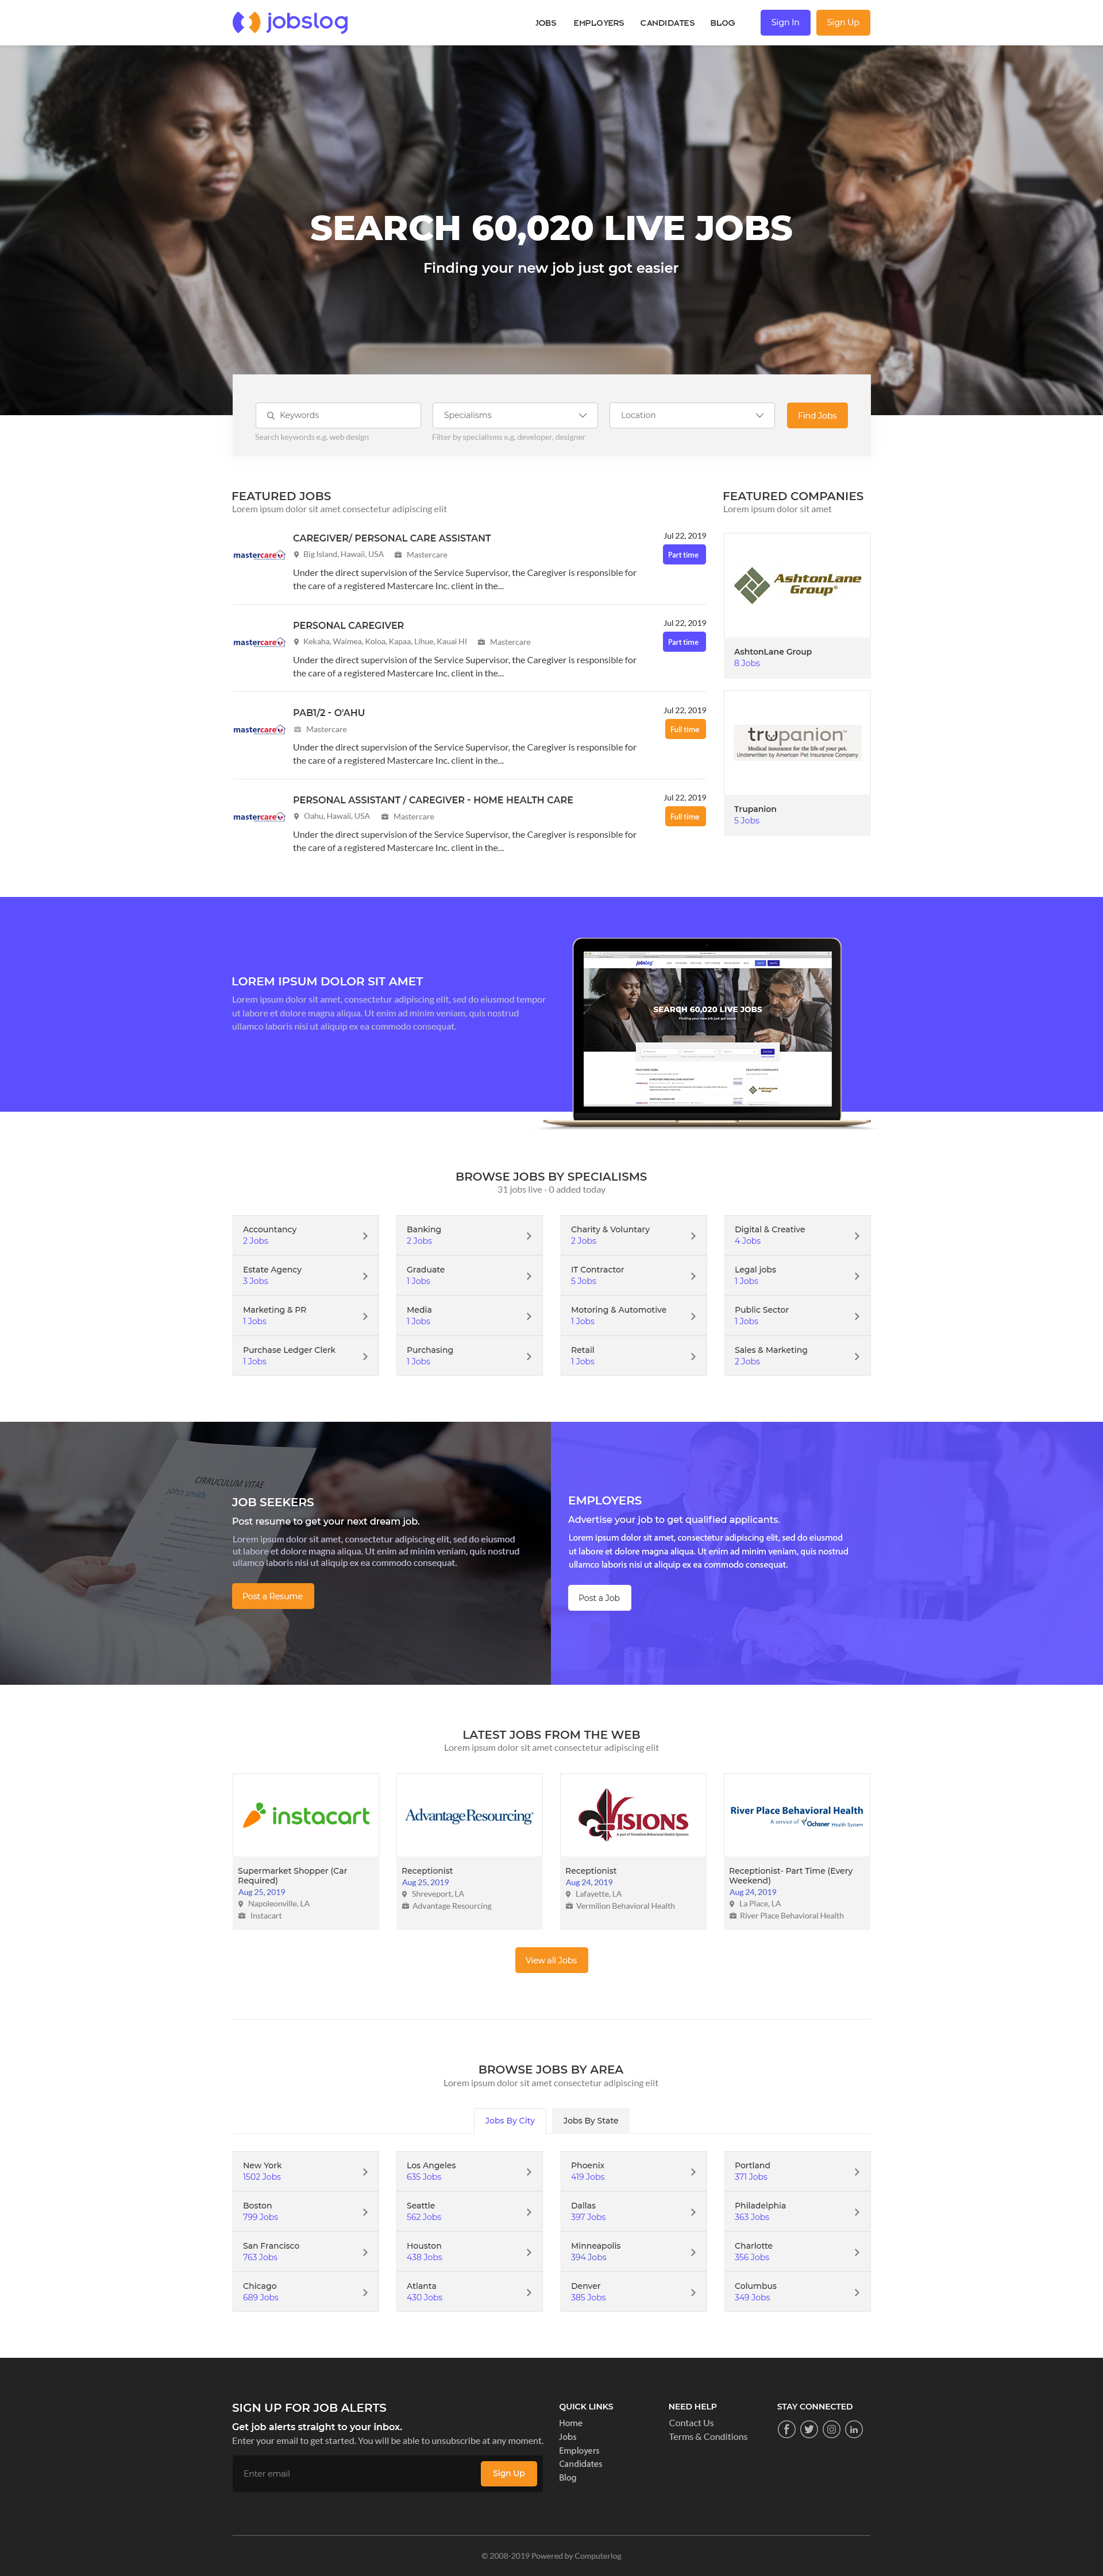 jobslog
JOBS EMPLOYERS CANDIDATES BLOG Sign In Sign Up
SEARCH 60,020 LIVE JOBS
Finding your new job just got easier
Keywords Specialisms Location Find Jobs
Search keywords e.g. web design Filter by specialisms e.g. developer, designer
FEATURED JOBS
Lorem ipsum dolor sit amet consectetur adipiscing elit
mastercare
CAREGIVER/ PERSONAL CARE ASSISTANT
Jul 22, 2019
Big Island, Hawaii, USA Mastercare
Part time
Under the direct supervision of the Service Supervisor, the Caregiver is responsible for
the care of a registered Mastercare Inc. client in the...
mastercare
PERSONAL CAREGIVER
Jul 22, 2019
Kekaha, Waimea, Koloa, Kapaa, Lihue, Kauai HI Mastercare
Part time
Under the direct supervision of the Service Supervisor, the Caregiver is responsible for
the care of a registered Mastercare Inc. client in the...
mastercare
PAB1/2 - O'AHU
Jul 22, 2019
Mastercare
Full time
Under the direct supervision of the Service Supervisor, the Caregiver is responsible for
the care of a registered Mastercare Inc. client in the...
mastercare
PERSONAL ASSISTANT / CAREGIVER - HOME HEALTH CARE
Jul 22, 2019
Oahu, Hawaii, USA Mastercare
Full time
Under the direct supervision of the Service Supervisor, the Caregiver is responsible for
the care of a registered Mastercare Inc. client in the...
FEATURED COMPANIES
Lorem ipsum dolor sit amet
AshtonLane
Group®
AshtonLane Group
8 Jobs
trupanion™
Medical insurance for the life of your pet.
Underwritten by American Pet Insurance Company
Trupanion
5 Jobs
LOREM IPSUM DOLOR SIT AMET
Lorem ipsum dolor sit amet, consectetur adipiscing elit, sed do eiusmod tempor
ut labore et dolore magna aliqua. Ut enim ad minim veniam, quis nostrud
ullamco laboris nisi ut aliquip ex ea commodo consequat.
jobslog
SEARCH 60,020 LIVE JOBS
Finding your new job just got easier
BROWSE JOBS BY SPECIALISMS
31 jobs live - 0 added today
Accountancy
2 Jobs
Banking
2 Jobs
Charity & Voluntary
2 Jobs
Digital & Creative
4 Jobs
Estate Agency
3 Jobs
Graduate
1 Jobs
IT Contractor
5 Jobs
Legal jobs
1 Jobs
Marketing & PR
1 Jobs
Media
1 Jobs
Motoring & Automotive
1 Jobs
Public Sector
1 Jobs
Purchase Ledger Clerk
1 Jobs
Purchasing
1 Jobs
Retail
1 Jobs
Sales & Marketing
2 Jobs
CIRRUCULUM VITAE
john smith
JOB SEEKERS
Post resume to get your next dream job.
Lorem ipsum dolor sit amet, consectetur adipiscing elit, sed do eiusmod
ut labore et dolore magna aliqua. Ut enim ad minim veniam, quis nostrud
ullamco laboris nisi ut aliquip ex ea commodo consequat.
Post a Resume
EMPLOYERS
Advertise your job to get qualified applicants.
Lorem ipsum dolor sit amet, consectetur adipiscing elit, sed do eiusmod
ut labore et dolore magna aliqua. Ut enim ad minim veniam, quis nostrud
ullamco laboris nisi ut aliquip ex ea commodo consequat.
Post a Job
LATEST JOBS FROM THE WEB
Lorem ipsum dolor sit amet consectetur adipiscing elit
instacart
Supermarket Shopper (Car
Required)
Aug 25, 2019
Napoleonville, LA
Instacart
AdvantageResourcing
Receptionist
Aug 25, 2019
Shreveport, LA
Advantage Resourcing
VISIONS
A part of Vermilion Behavioral Health Systems
Receptionist
Aug 24, 2019
Lafayette, LA
Vermilion Behavioral Health
River Place Behavioral Health
A service of Ochsner Health System
Receptionist- Part Time (Every
Weekend)
Aug 24, 2019
La Place, LA
River Place Behavioral Health
View all Jobs
BROWSE JOBS BY AREA
Lorem ipsum dolor sit amet consectetur adipiscing elit
Jobs By City Jobs By State
New York
1502 Jobs
Los Angeles
635 Jobs
Phoenix
419 Jobs
Portland
371 Jobs
Boston
799 Jobs
Seattle
562 Jobs
Dallas
397 Jobs
Philadelphia
363 Jobs
San Francisco
763 Jobs
Houston
438 Jobs
Minneapolis
394 Jobs
Charlotte
356 Jobs
Chicago
689 Jobs
Atlanta
430 Jobs
Denver
385 Jobs
Columbus
349 Jobs
SIGN UP FOR JOB ALERTS
Get job alerts straight to your inbox.
Enter your email to get started. You will be able to unsubscribe at any moment.
Enter email Sign Up
QUICK LINKS
Home
Jobs
Employers
Candidates
Blog
NEED HELP
Contact Us
Terms & Conditions
STAY CONNECTED
© 2008-2019 Powered by Computerlog